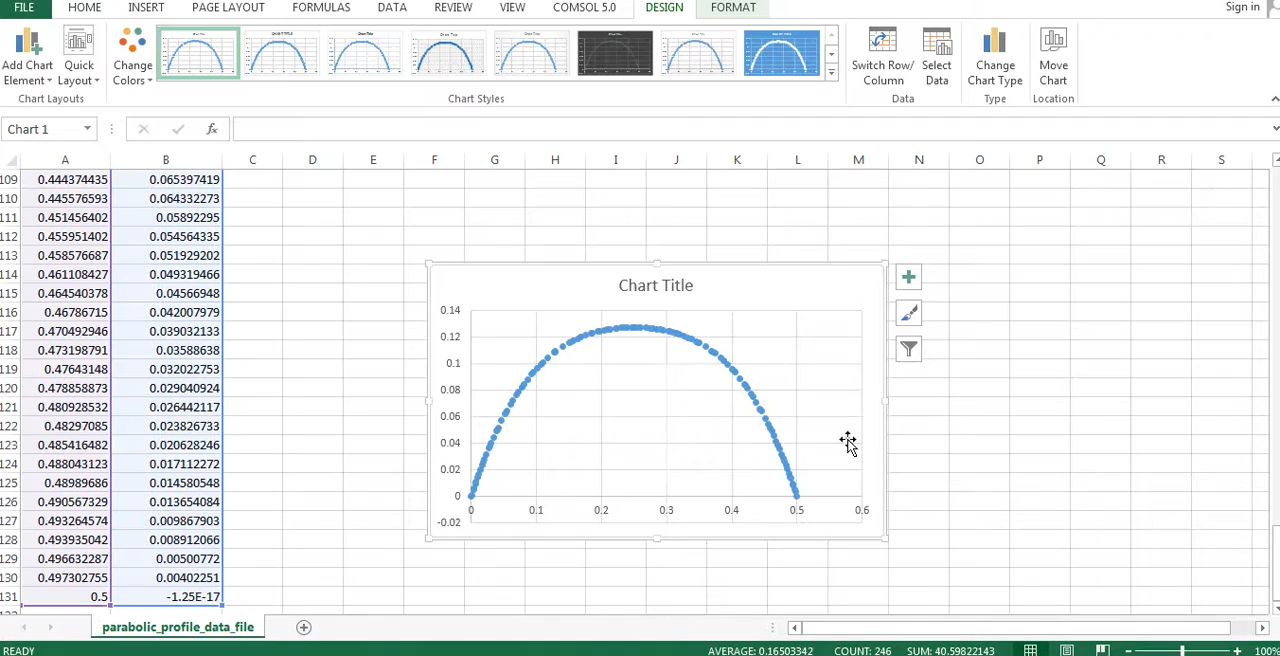 FILE HOME INSERT PAGE LAYOUT FORMULAS DATA REVIEW VIEW COMSOL 5.0 DESIGN FORMAT Sign in
Add Chart Element Quick Layout Change Colors Switch Row/ Column Select Data Change Chart Type Move Chart
Chart Layouts Chart Styles Data Type Location
Chart 1 fx
A B C D E F G H I J K L M N O P Q R S
109 0.444374435 0.065397419
110 0.445576593 0.064332273
111 0.451456402 0.05892295
112 0.455951402 0.054564335
113 0.458576687 0.051929202
114 0.461108427 0.049319466
115 0.464540378 0.04566948
116 0.46786715 0.042007979
117 0.470492946 0.039032133
118 0.473198791 0.03588638
119 0.47643148 0.032022753
120 0.478858873 0.029040924
121 0.480928532 0.026442117
122 0.48297085 0.023826733
123 0.485416482 0.020628246
124 0.488043123 0.017112272
125 0.48989986 0.014580548
126 0.490567329 0.013654084
127 0.493264574 0.009867903
128 0.493935042 0.008912066
129 0.496632287 0.00500772
130 0.497302755 0.00402251
131 0.5 -1.25E-17
Chart Title
0.14
0.12
0.1
0.08
0.06
0.04
0.02
0
-0.02
0 0.1 0.2 0.3 0.4 0.5 0.6
parabolic_profile_data_file
READY AVERAGE: 0.16503342 COUNT: 246 SUM: 40.59822143 100%